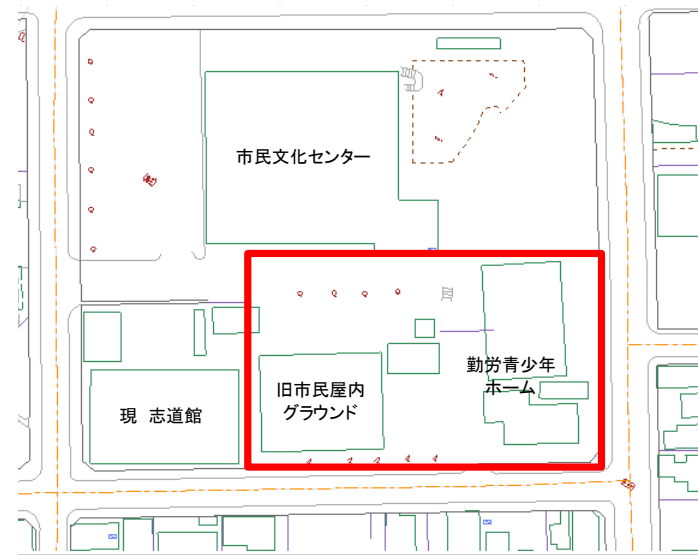 市民文化センター
勤労青少年
ホーム
旧市民屋内
グラウンド
現 志道館